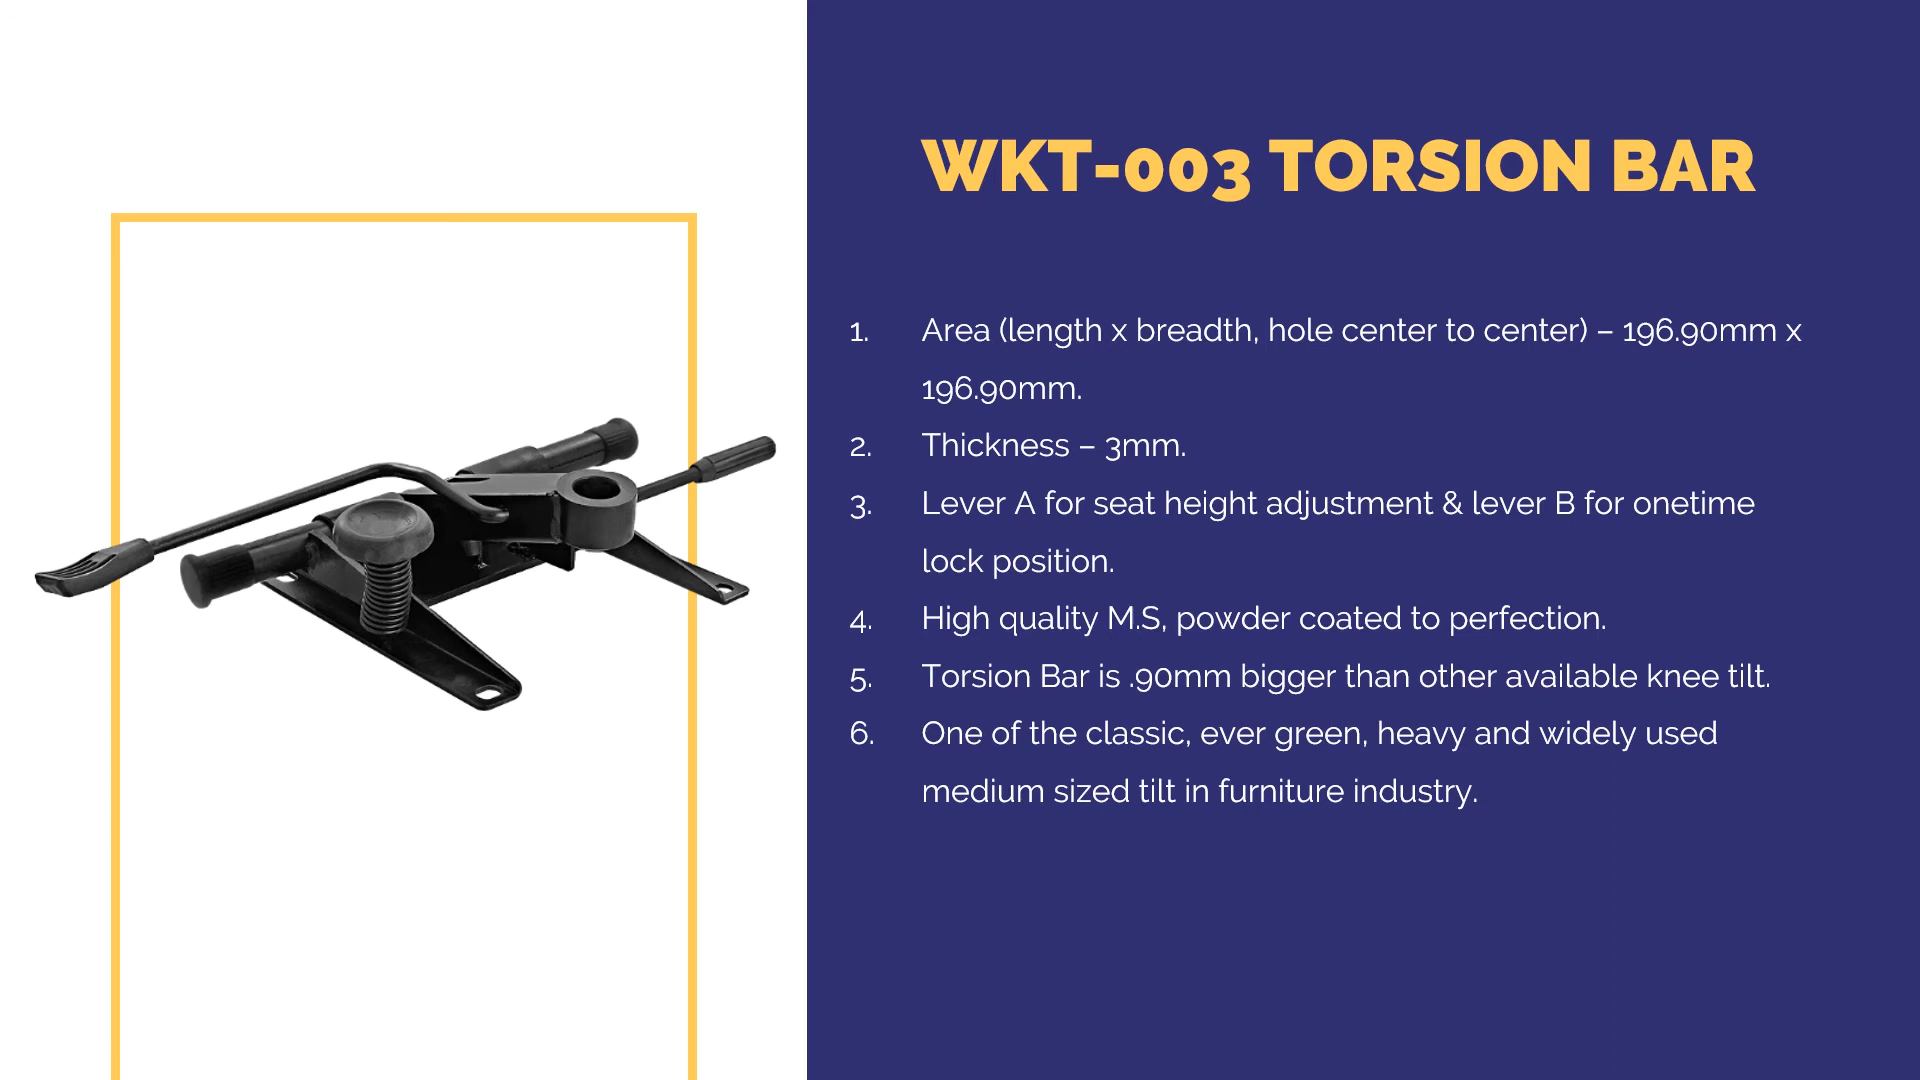 WKT-003 TORSION BAR
1. Area (length x breadth, hole center to center) – 196.90mm x
196.90mm.
2. Thickness – 3mm.
3. Lever A for seat height adjustment & lever B for onetime
lock position.
4. High quality M.S, powder coated to perfection.
5. Torsion Bar is .90mm bigger than other available knee tilt.
6. One of the classic, ever green, heavy and widely used
medium sized tilt in furniture industry.